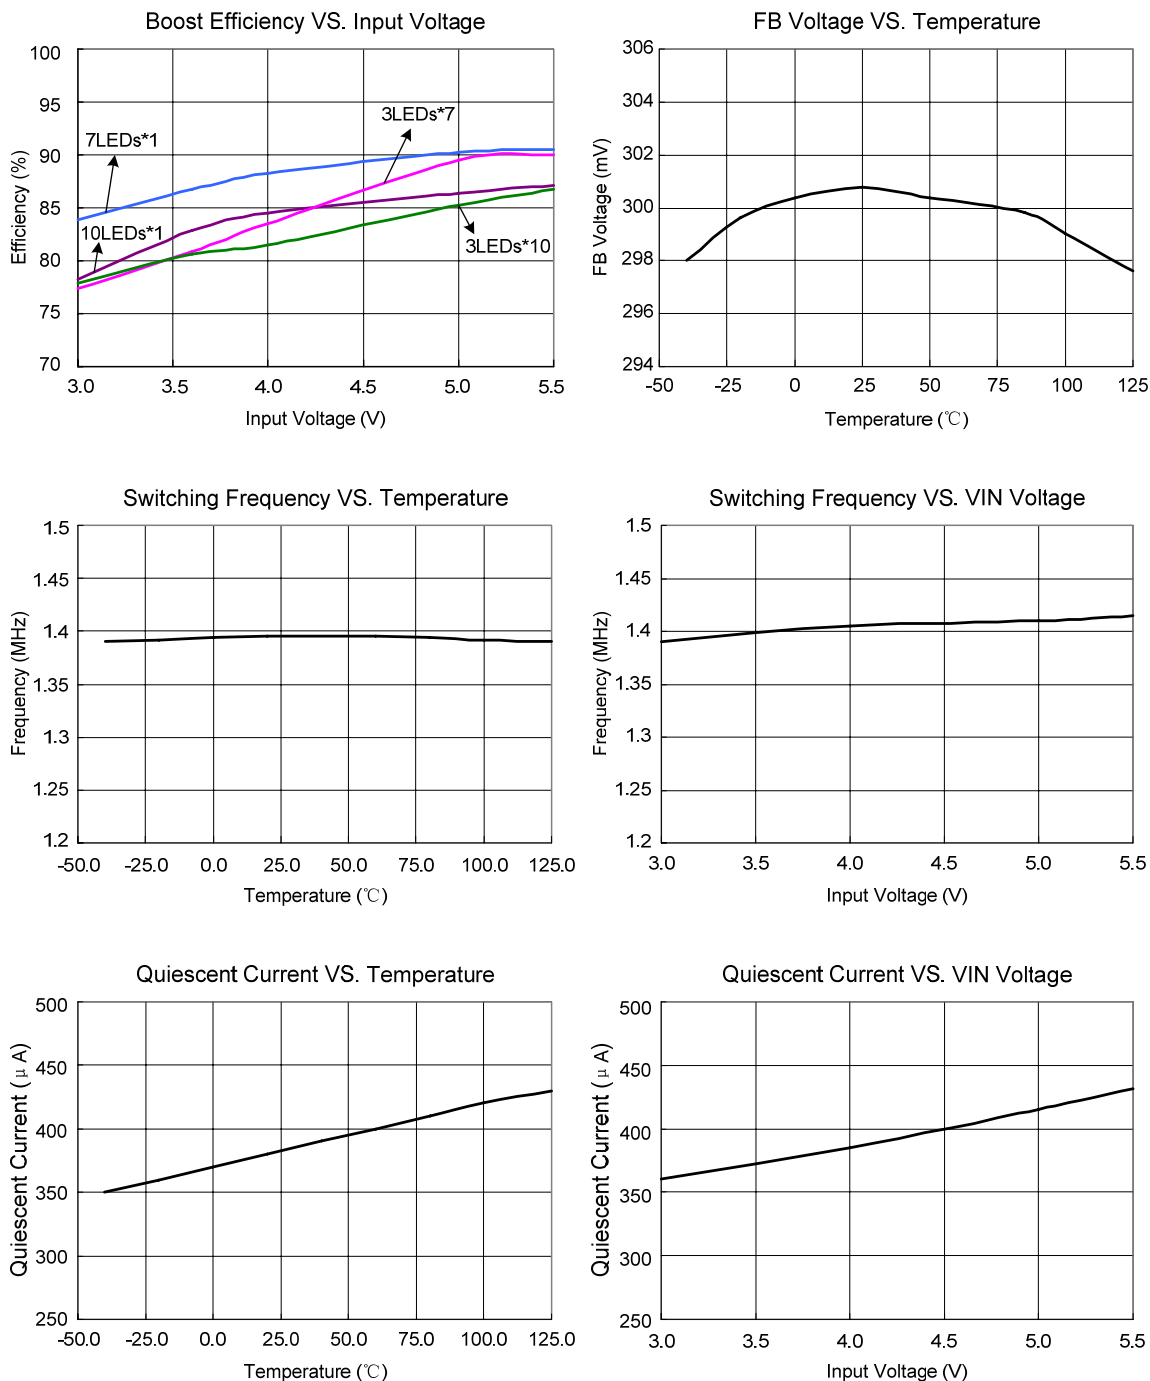 Boost Efficiency VS. Input Voltage
Efficiency (%)
100
95
90
85
80
75
70
7LEDs*1
3LEDs*7
10LEDs*1
3LEDs*10
3.0 3.5 4.0 4.5 5.0 5.5
Input Voltage (V)
FB Voltage VS. Temperature
FB Voltage (mV)
306
304
302
300
298
296
294
-50 -25 0 25 50 75 100 125
Temperature (℃)
Switching Frequency VS. Temperature
Frequency (MHz)
1.5
1.45
1.4
1.35
1.3
1.25
1.2
-50.0 -25.0 0.0 25.0 50.0 75.0 100.0 125.0
Temperature (℃)
Switching Frequency VS. VIN Voltage
Frequency (MHz)
1.5
1.45
1.4
1.35
1.3
1.25
1.2
3.0 3.5 4.0 4.5 5.0 5.5
Input Voltage (V)
Quiescent Current VS. Temperature
Quiescent Current ( μ A)
500
450
400
350
300
250
-50.0 -25.0 0.0 25.0 50.0 75.0 100.0 125.0
Temperature (℃)
Quiescent Current VS. VIN Voltage
Quiescent Current ( μ A)
500
450
400
350
300
250
3.0 3.5 4.0 4.5 5.0 5.5
Input Voltage (V)